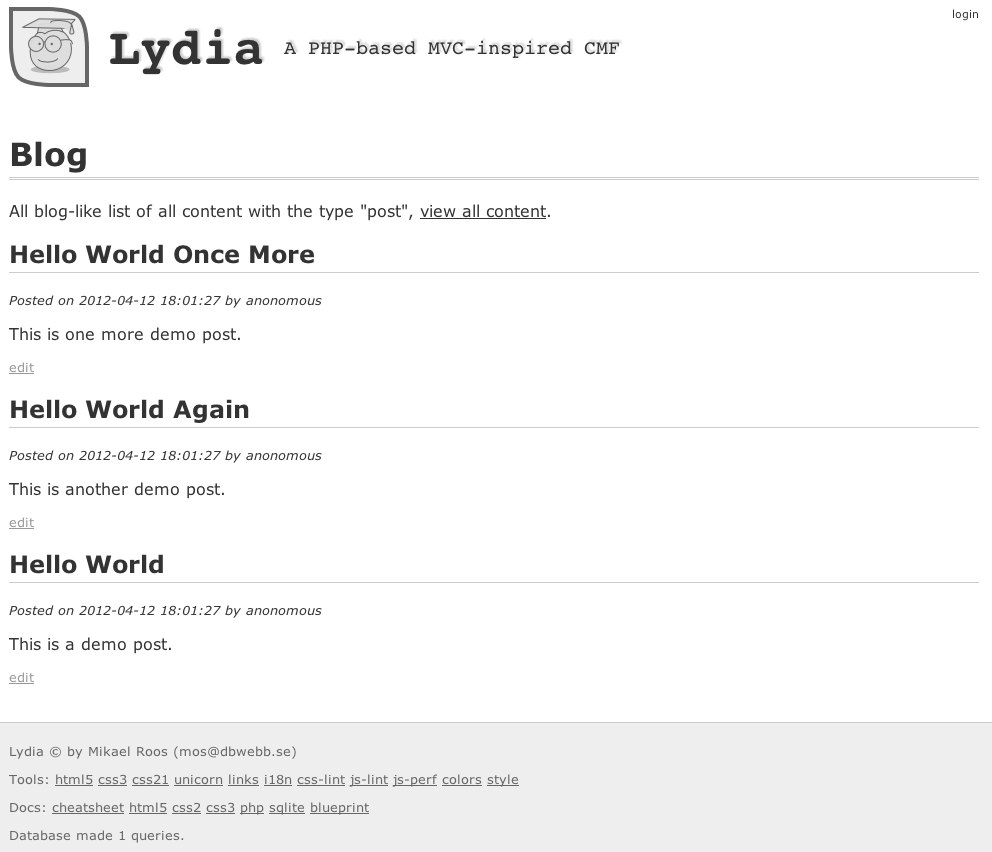 login
Lydia A PHP-based MVC-inspired CMF
Blog
All blog-like list of all content with the type "post", view all content.
Hello World Once More
Posted on 2012-04-12 18:01:27 by anonomous
This is one more demo post.
edit
Hello World Again
Posted on 2012-04-12 18:01:27 by anonomous
This is another demo post.
edit
Hello World
Posted on 2012-04-12 18:01:27 by anonomous
This is a demo post.
edit
Lydia © by Mikael Roos (mos@dbwebb.se)
Tools: html5 css3 css21 unicorn links i18n css-lint js-lint js-perf colors style
Docs: cheatsheet html5 css2 css3 php sqlite blueprint
Database made 1 queries.